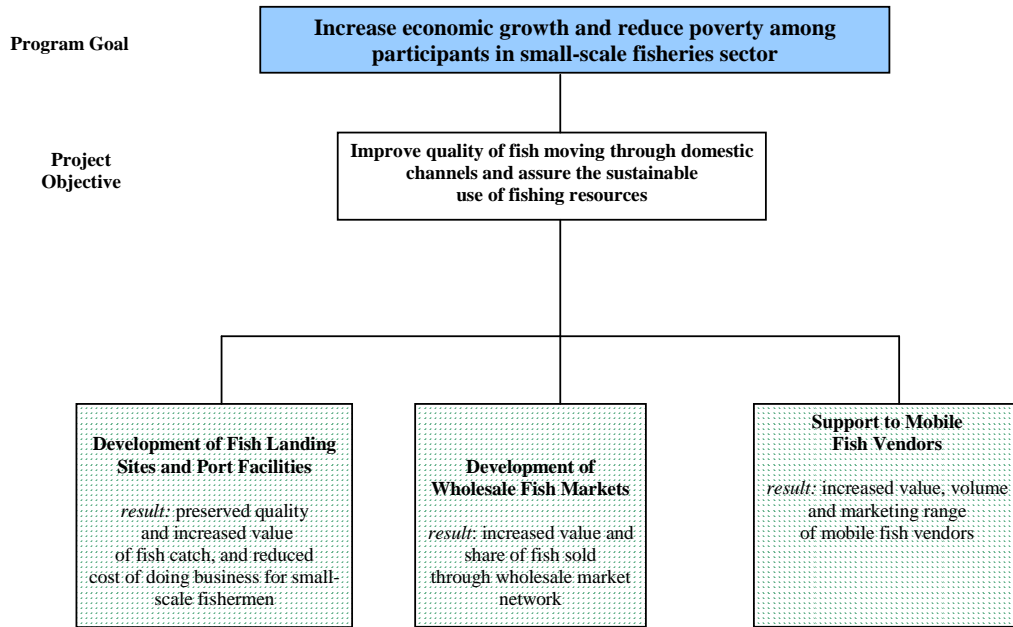 Program Goal
Increase economic growth and reduce poverty among
participants in small-scale fisheries sector
Project
Objective
Improve quality of fish moving through domestic
channels and assure the sustainable
use of fishing resources
Development of Fish Landing
Sites and Port Facilities
result: preserved quality
and increased value
of fish catch, and reduced
cost of doing business for small-
scale fishermen
Development of
Wholesale Fish Markets
result: increased value and
share of fish sold
through wholesale market
network
Support to Mobile
Fish Vendors
result: increased value, volume
and marketing range
of mobile fish vendors